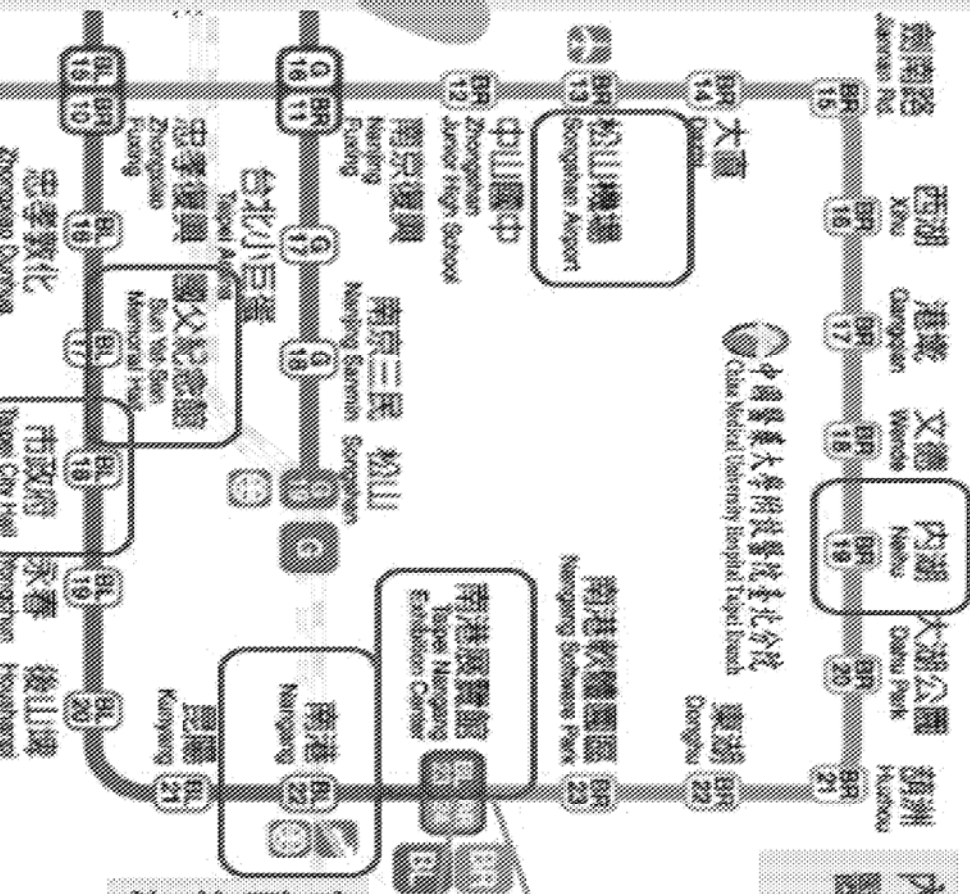 劍南路
Jiannan Rd.
BR
15
西湖
Xihu
BR
16
港墘
Gangqian
BR
17
文德
Wende
BR
18
內湖
Neihu
BR
19
大湖公園
Dahu Park
BR
20
葫洲
Huzhou
BR
21
大直
Dazhi
BR
14
中國醫藥大學附設醫院臺北分院
China Medical University Hospital Taipei Branch
東湖
Donghu
BR
22
松山機場
Songshan Airport
BR
13
南港軟體園區
Nangang Software Park
BR
23
中山國中
Zhongshan
Junior High School
BR
12
南港展覽館
Taipei Nangang
Exhibition Center
BR
BL
南京復興
Nanjing
Fuxing
G
16
BR
11
南京三民
Nanjing Sanmin
G
18
松山
Songshan
G
19
G
台北小巨蛋
Taipei Arena
G
17
南港
Nangang
BL
22
昆陽
Kunyang
BL
21
忠孝復興
Zhongxiao
Fuxing
BL
15
BR
10
國父紀念館
Sun Yat-Sen
Memorial Hall
BL
17
忠孝敦化
Zhongxiao Dunhua
BL
16
市政府
Taipei City Hall
BL
18
永春
Yongchun
BL
19
後山埤
Houshanpi
BL
20